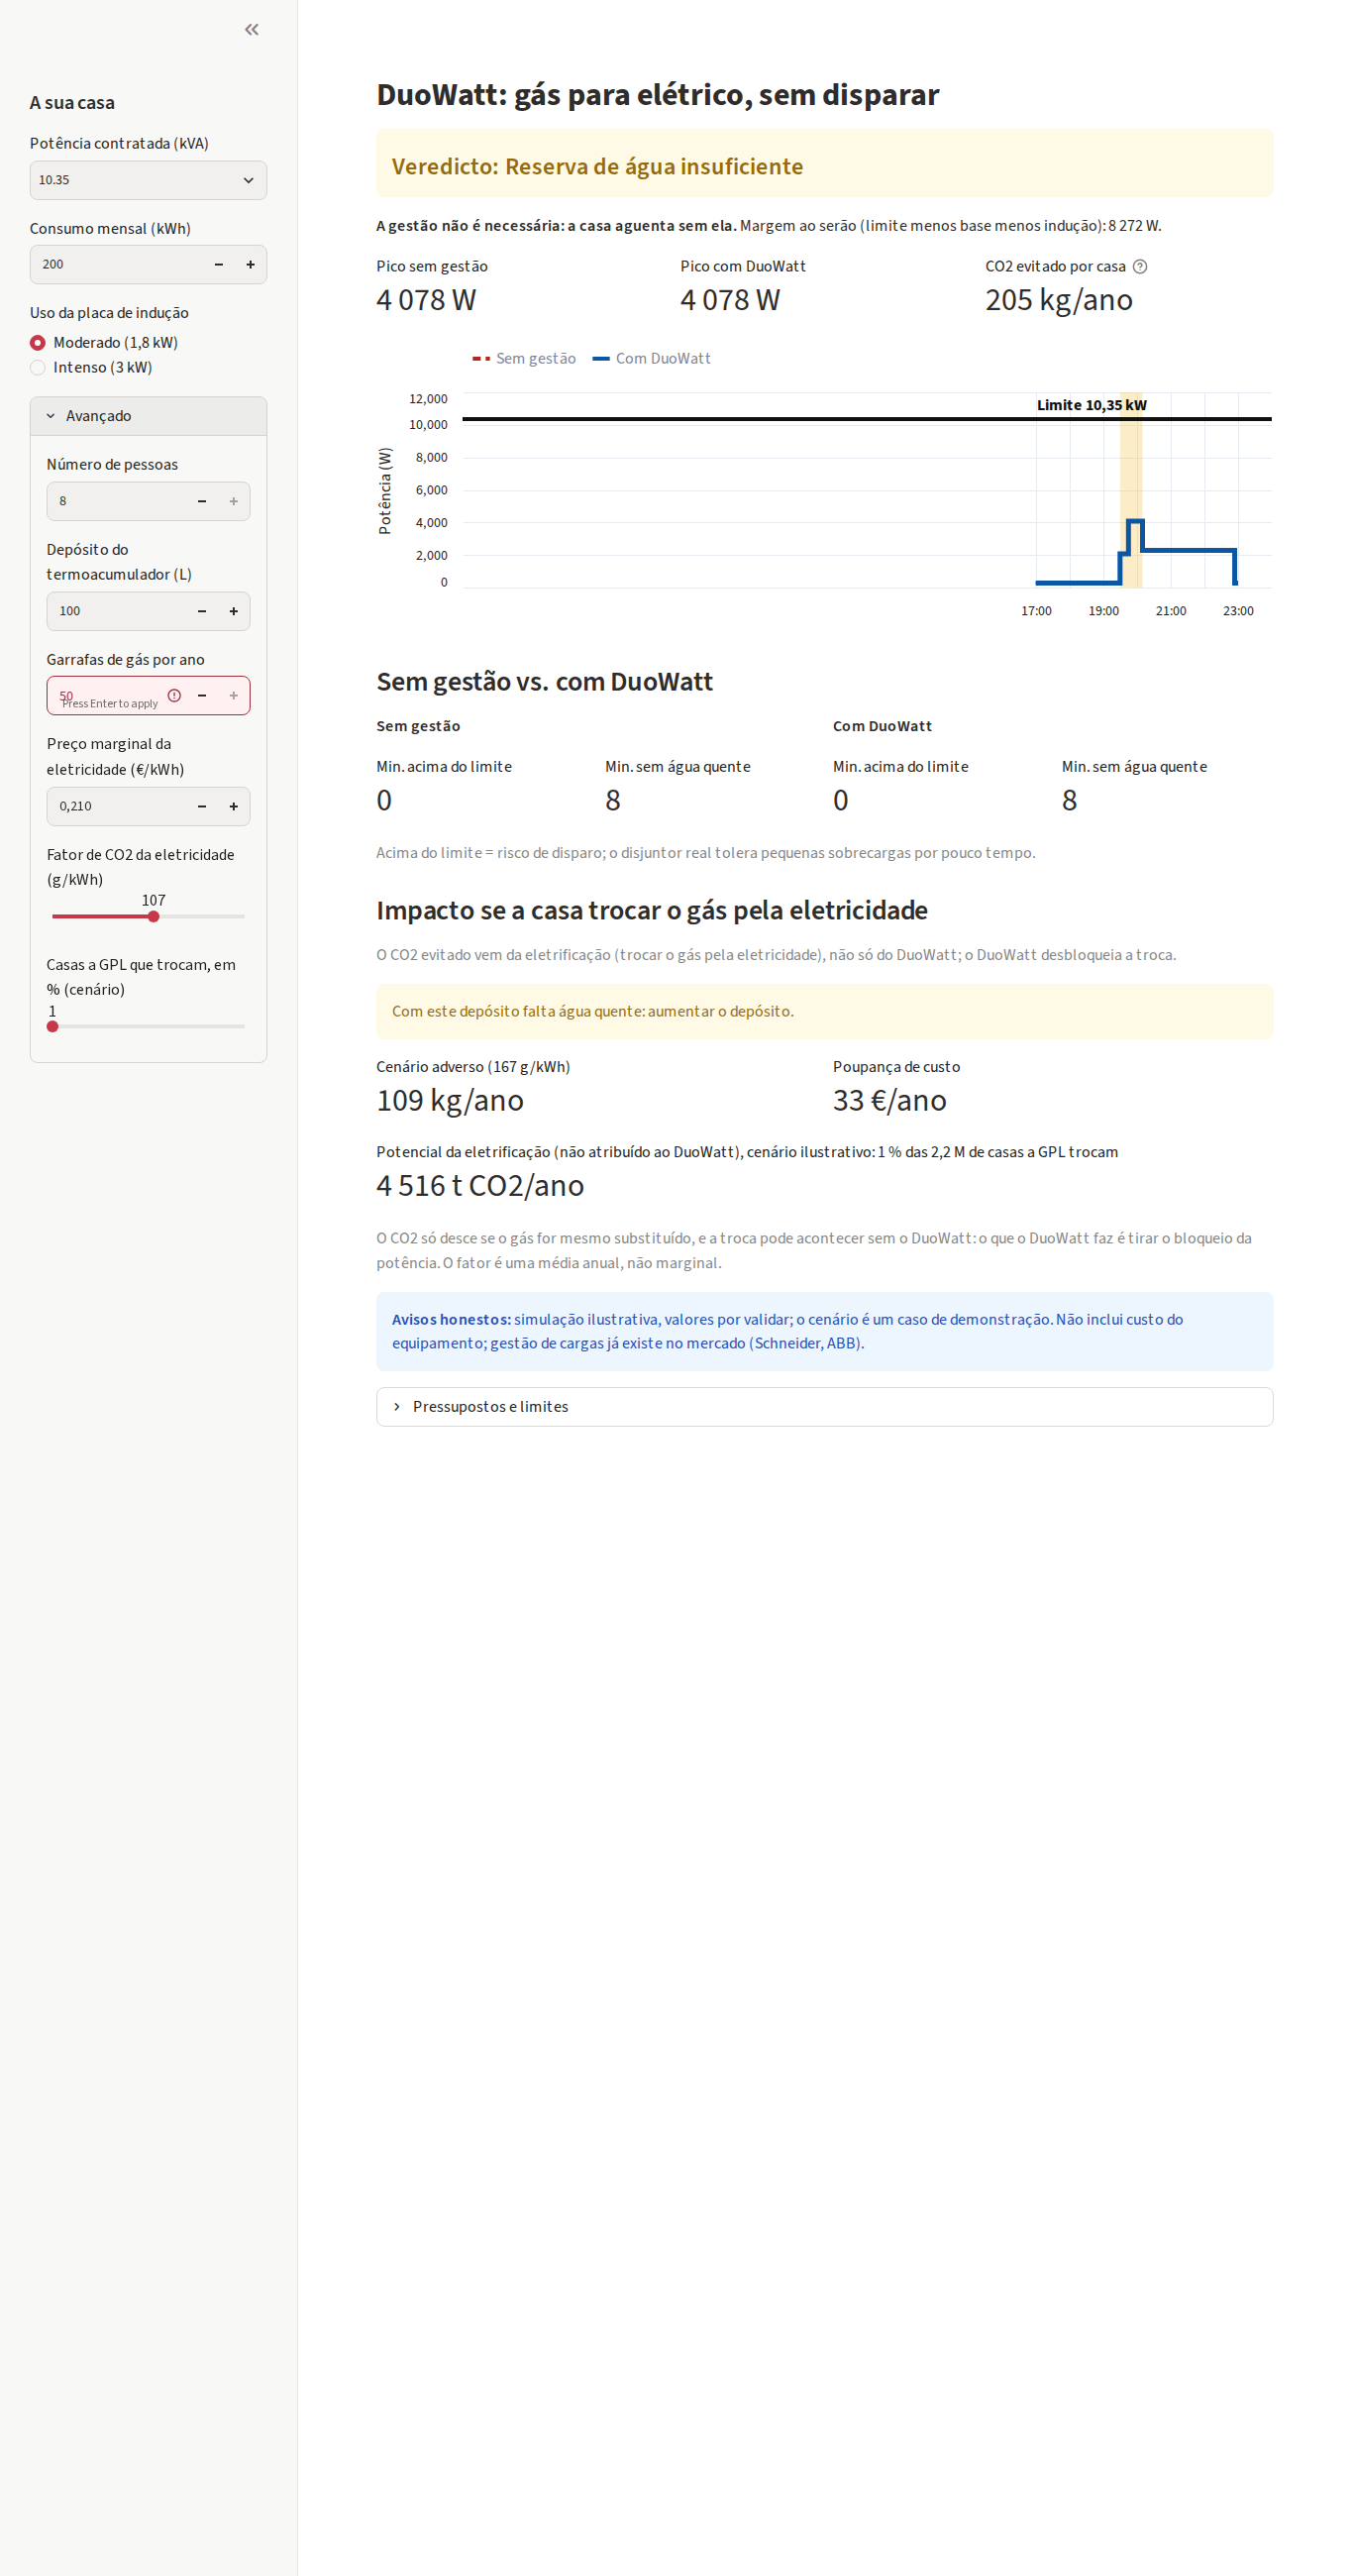 A sua casa
Potência contratada (kVA)
10.35
Consumo mensal (kWh)
200
Uso da placa de indução
Moderado (1,8 kW)
Intenso (3 kW)
Avançado
Número de pessoas
8
Depósito do
termoacumulador (L)
100
Garrafas de gás por ano
50
Press Enter to apply
Preço marginal da
eletricidade (€/kWh)
0,210
Fator de CO2 da eletricidade
(g/kWh)
107
Casas a GPL que trocam, em
% (cenário)
1
DuoWatt: gás para elétrico, sem disparar
Veredicto: Reserva de água insuficiente
A gestão não é necessária: a casa aguenta sem ela. Margem ao serão (limite menos base menos indução): 8 272 W.
Pico sem gestão
4 078 W
Pico com DuoWatt
4 078 W
CO2 evitado por casa
205 kg/ano
Sem gestão
Com DuoWatt
Potência (W)
12,000
10,000
8,000
6,000
4,000
2,000
0
Limite 10,35 kW
17:00
19:00
21:00
23:00
Sem gestão vs. com DuoWatt
Sem gestão
Com DuoWatt
Min. acima do limite
0
Min. sem água quente
8
Min. acima do limite
0
Min. sem água quente
8
Acima do limite = risco de disparo; o disjuntor real tolera pequenas sobrecargas por pouco tempo.
Impacto se a casa trocar o gás pela eletricidade
O CO2 evitado vem da eletrificação (trocar o gás pela eletricidade), não só do DuoWatt; o DuoWatt desbloqueia a troca.
Com este depósito falta água quente: aumentar o depósito.
Cenário adverso (167 g/kWh)
109 kg/ano
Poupança de custo
33 €/ano
Potencial da eletrificação (não atribuído ao DuoWatt), cenário ilustrativo: 1 % das 2,2 M de casas a GPL trocam
4 516 t CO2/ano
O CO2 só desce se o gás for mesmo substituído, e a troca pode acontecer sem o DuoWatt: o que o DuoWatt faz é tirar o bloqueio da
potência. O fator é uma média anual, não marginal.
Avisos honestos: simulação ilustrativa, valores por validar; o cenário é um caso de demonstração. Não inclui custo do
equipamento; gestão de cargas já existe no mercado (Schneider, ABB).
Pressupostos e limites